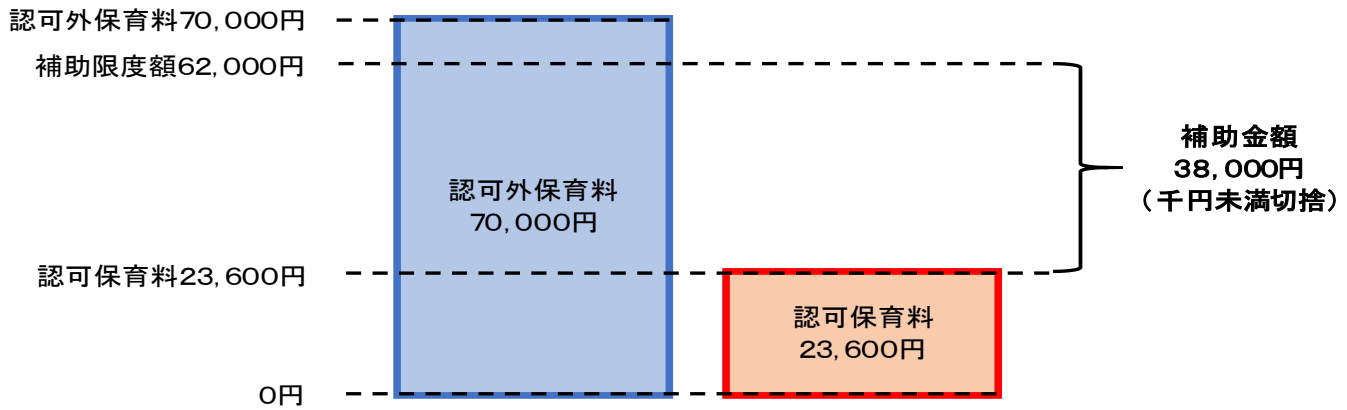 認可外保育料70,000円
補助限度額62,000円
認可外保育料
70,000円
補助金額
38,000円
(千円未満切捨)
認可保育料23,600円
認可保育料
23,600円
0円